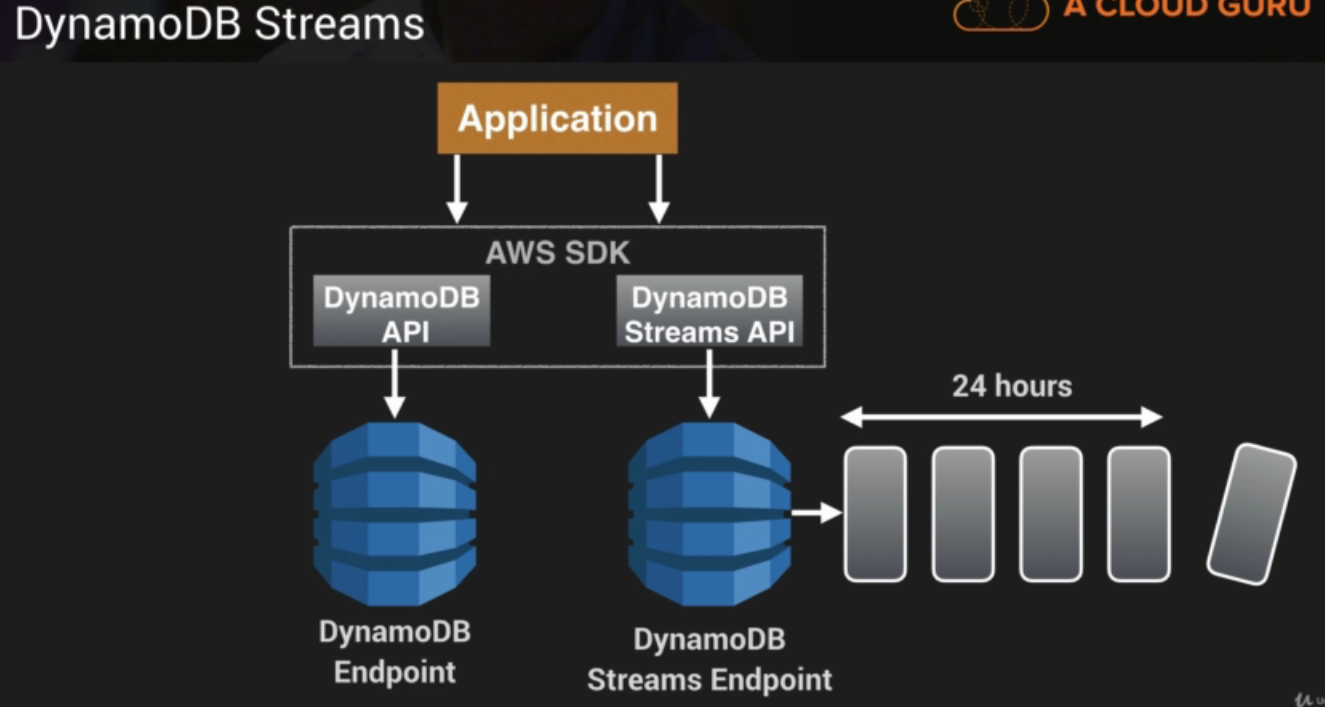 DynamoDB Streams
A CLOUD GURU
Application
AWS SDK
DynamoDB
API
DynamoDB
Streams API
24 hours
DynamoDB
Endpoint
DynamoDB
Streams Endpoint